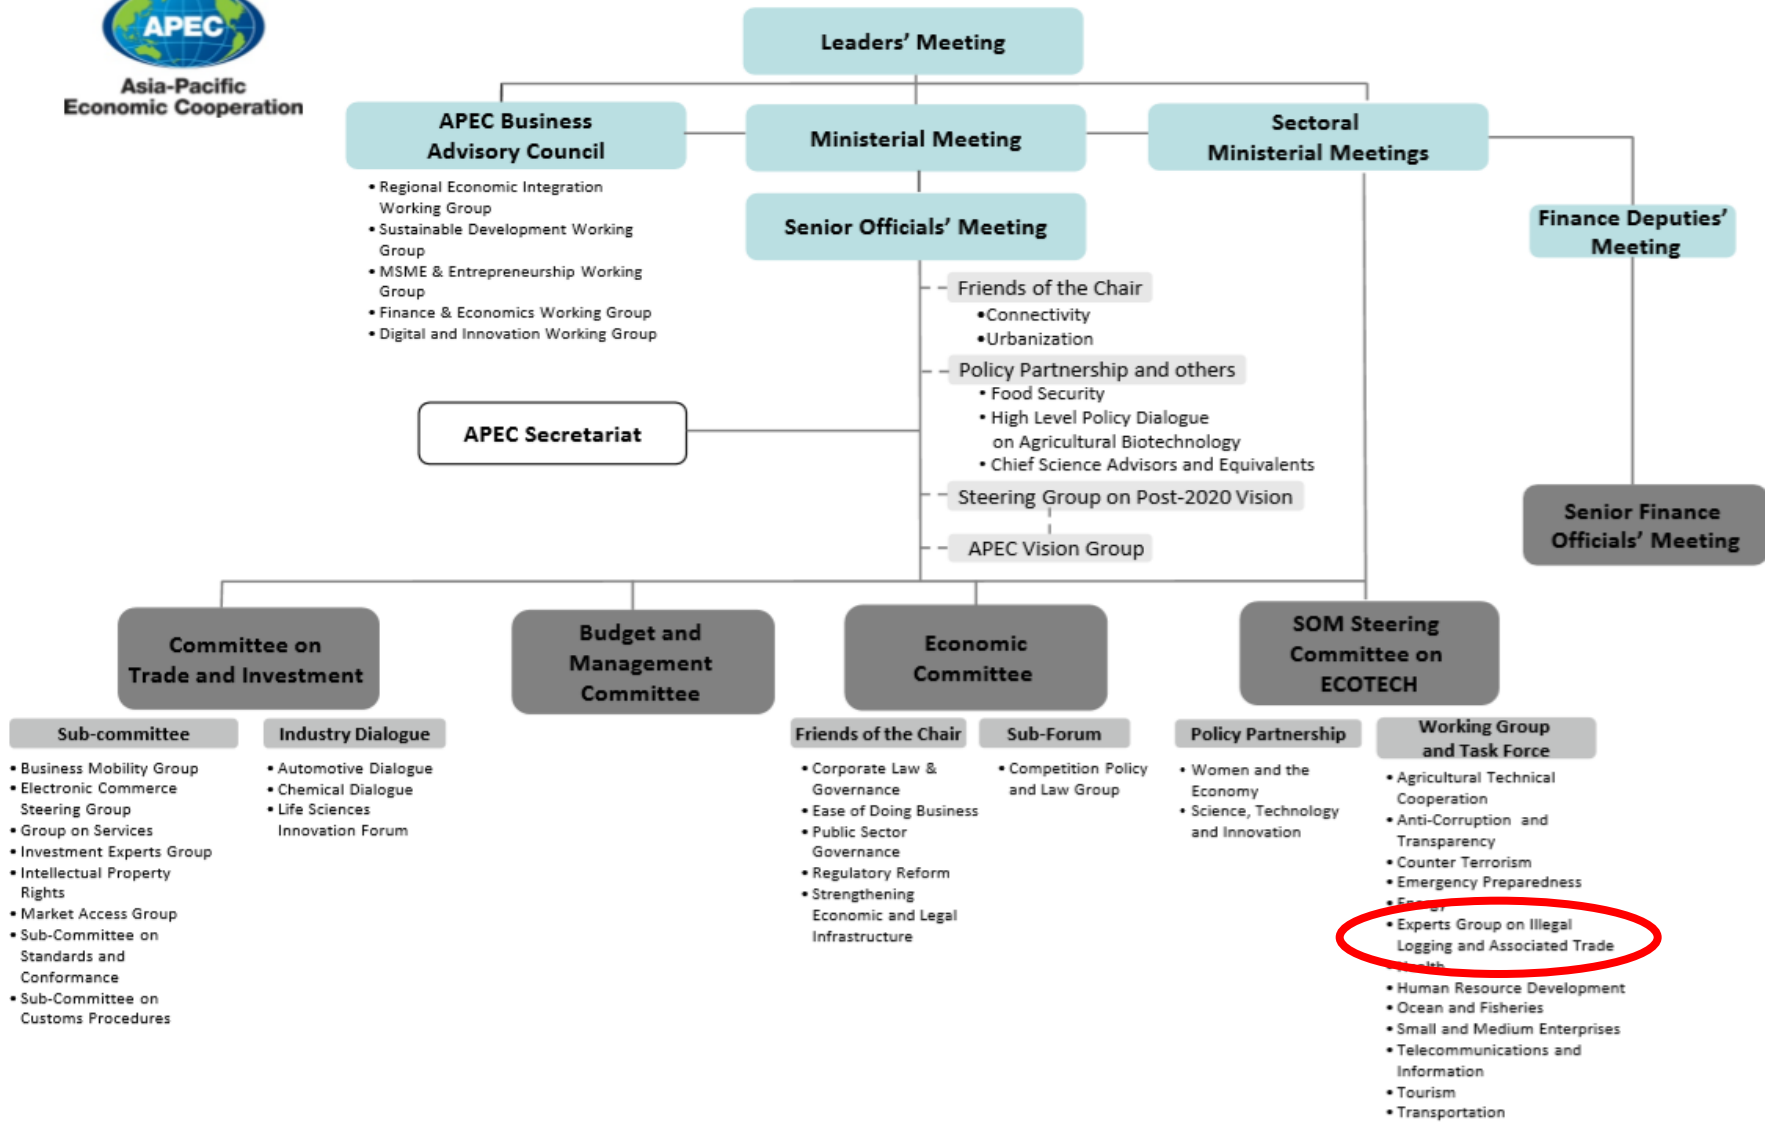 APEC
Asia-Pacific
Economic Cooperation
Leaders' Meeting
APEC Business
Advisory Council
Ministerial Meeting
Sectoral
Ministerial Meetings
• Regional Economic Integration
Working Group
• Sustainable Development Working
Group
• MSME & Entrepreneurship Working
Group
• Finance & Economics Working Group
• Digital and Innovation Working Group
Senior Officials' Meeting
Finance Deputies'
Meeting
Friends of the Chair
•Connectivity
•Urbanization
Policy Partnership and others
• Food Security
• High Level Policy Dialogue
on Agricultural Biotechnology
• Chief Science Advisors and Equivalents
APEC Secretariat
Steering Group on Post-2020 Vision
APEC Vision Group
Senior Finance
Officials' Meeting
Committee on
Trade and Investment
Budget and
Management
Committee
Economic
Committee
SOM Steering
Committee on
ECOTECH
Sub-committee
• Business Mobility Group
• Electronic Commerce
Steering Group
• Group on Services
• Investment Experts Group
• Intellectual Property
Rights
• Market Access Group
• Sub-Committee on
Standards and
Conformance
• Sub-Committee on
Customs Procedures
Industry Dialogue
• Automotive Dialogue
• Chemical Dialogue
• Life Sciences
Innovation Forum
Friends of the Chair
• Corporate Law &
Governance
• Ease of Doing Business
• Public Sector
Governance
• Regulatory Reform
• Strengthening
Economic and Legal
Infrastructure
Sub-Forum
• Competition Policy
and Law Group
Policy Partnership
• Women and the
Economy
• Science, Technology
and Innovation
Working Group
and Task Force
• Agricultural Technical
Cooperation
• Anti-Corruption and
Transparency
• Counter Terrorism
• Emergency Preparedness
• Energy
• Experts Group on Illegal
Logging and Associated Trade
• Health
• Human Resource Development
• Ocean and Fisheries
• Small and Medium Enterprises
• Telecommunications and
Information
• Tourism
• Transportation